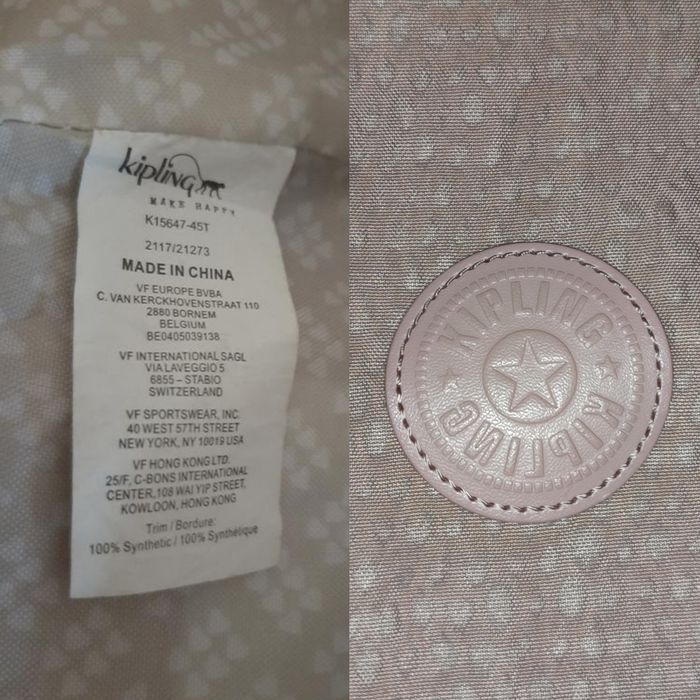 kipling
MAKE HAPPY
K15647-45T
2117/21273
MADE IN CHINA
VF EUROPE BVBA
C. VAN KERCKHOVENSTRAAT 110
2880 BORNEM
BELGIUM
BE0405039138
VF INTERNATIONAL SAGL
VIA LAVEGGIO 5
6855 – STABIO
SWITZERLAND
VF SPORTSWEAR, INC.
40 WEST 57TH STREET
NEW YORK, NY 10019 USA
VF HONG KONG LTD.
25/F, C-BONS INTERNATIONAL
CENTER,108 WAI YIP STREET,
KOWLOON, HONG KONG
Trim / Bordure:
100% Synthetic / 100% Synthétique
KIPLING
KIPLING